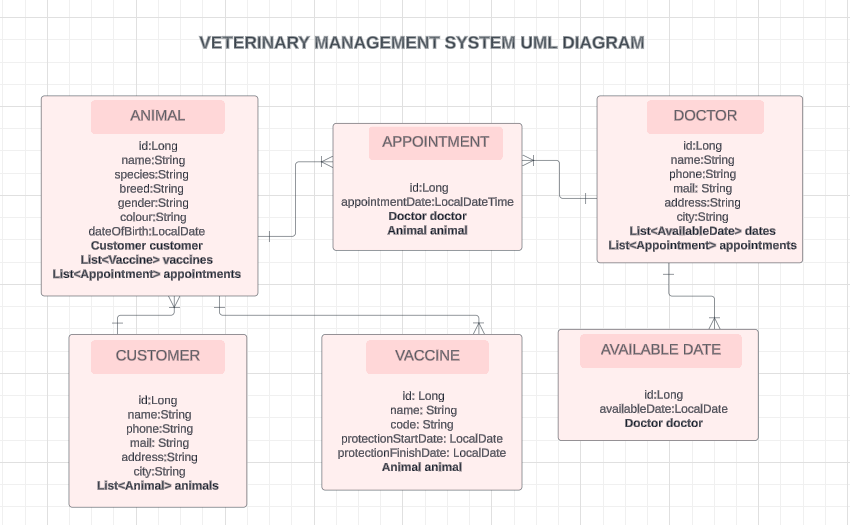 VETERINARY MANAGEMENT SYSTEM UML DIAGRAM
ANIMAL
id:Long
name:String
species:String
breed:String
gender:String
colour:String
dateOfBirth:LocalDate
Customer customer
List<Vaccine> vaccines
List<Appointment> appointments
APPOINTMENT
id:Long
appointmentDate:LocalDateTime
Doctor doctor
Animal animal
DOCTOR
id:Long
name:String
phone:String
mail: String
address:String
city:String
List<AvailableDate> dates
List<Appointment> appointments
CUSTOMER
id:Long
name:String
phone:String
mail: String
address:String
city:String
List<Animal> animals
VACCINE
id: Long
name: String
code: String
protectionStartDate: LocalDate
protectionFinishDate: LocalDate
Animal animal
AVAILABLE DATE
id:Long
availableDate:LocalDate
Doctor doctor